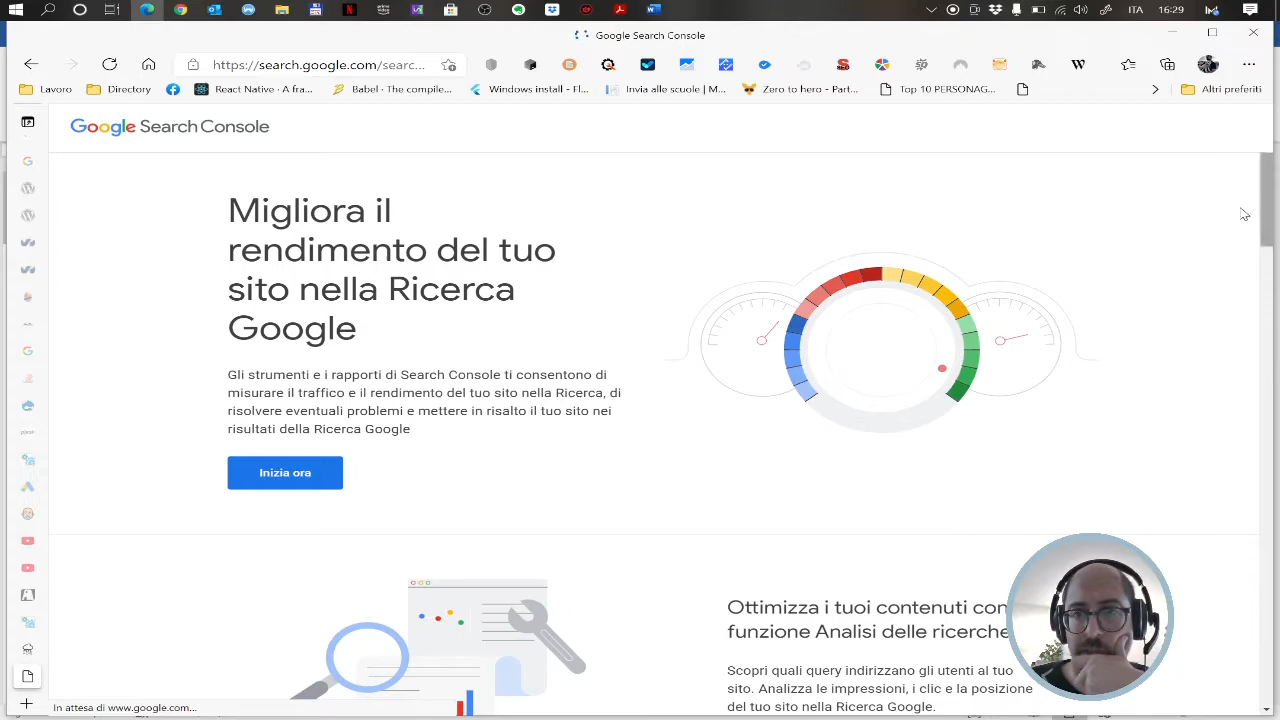 ITA
16:29
Google Search Console
https://search.google.com/searc...
Lavoro
Directory
React Native · A fra...
Babel · The compile...
Windows install - Fl...
Invia alle scuole | M...
Zero to hero - Part...
Top 10 PERSONAG...
Altri preferiti
Google Search Console
Migliora il
rendimento del tuo
sito nella Ricerca
Google
Gli strumenti e i rapporti di Search Console ti consentono di
misurare il traffico e il rendimento del tuo sito nella Ricerca, di
risolvere eventuali problemi e mettere in risalto il tuo sito nei
risultati della Ricerca Google
Inizia ora
Ottimizza i tuoi contenuti con
funzione Analisi delle ricerche
Scopri quali query indirizzano gli utenti al tuo
sito. Analizza le impressioni, i clic e la posizione
del tuo sito nella Ricerca Google.
In attesa di www.google.com...